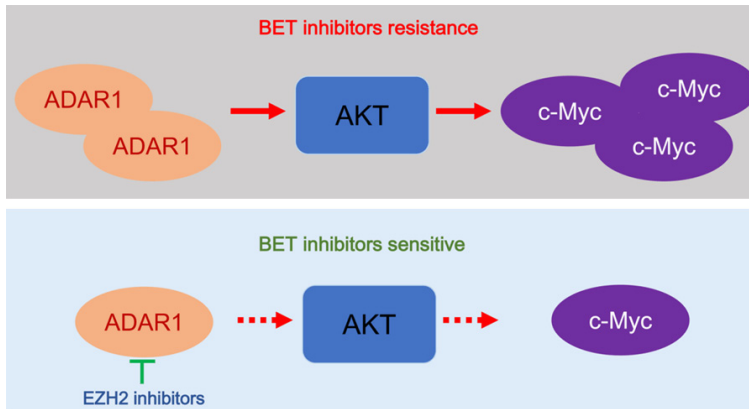 BET inhibitors resistance
ADAR1
ADAR1
AKT
c-Myc
c-Myc
c-Myc
BET inhibitors sensitive
ADAR1
AKT
c-Myc
EZH2 inhibitors